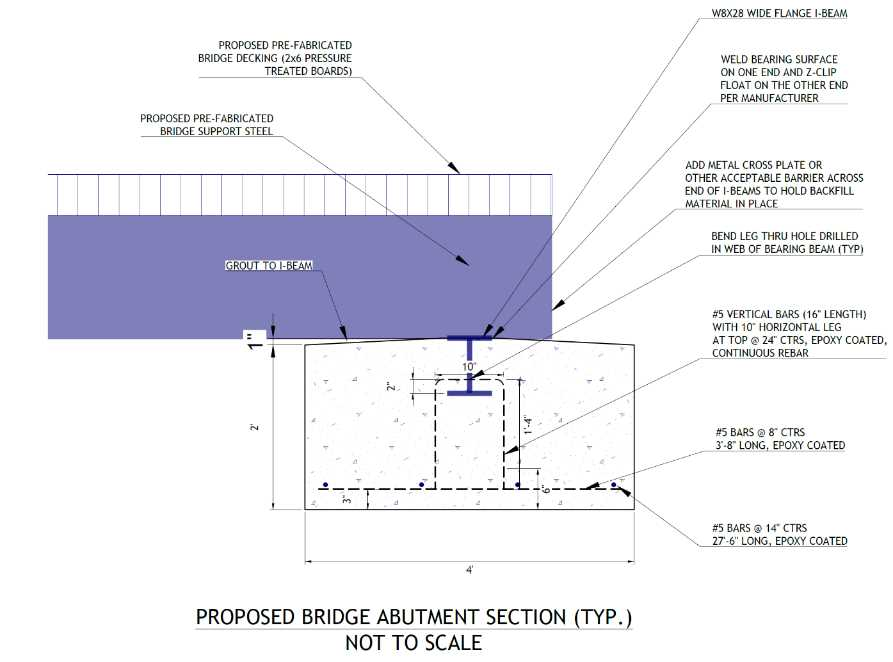 W8X28 WIDE FLANGE I-BEAM
PROPOSED PRE-FABRICATED
BRIDGE DECKING (2x6 PRESSURE
TREATED BOARDS)
WELD BEARING SURFACE
ON ONE END AND Z-CLIP
FLOAT ON THE OTHER END
PER MANUFACTURER
PROPOSED PRE-FABRICATED
BRIDGE SUPPORT STEEL
ADD METAL CROSS PLATE OR
OTHER ACCEPTABLE BARRIER ACROSS
END OF I-BEAMS TO HOLD BACKFILL
MATERIAL IN PLACE
BEND LEG THRU HOLE DRILLED
IN WEB OF BEARING BEAM (TYP)
GROUT TO I-BEAM
#5 VERTICAL BARS (16" LENGTH)
WITH 10" HORIZONTAL LEG
AT TOP @ 24" CTRS, EPOXY COATED,
CONTINUOUS REBAR
1"
10"
2"
2'
1'-4"
#5 BARS @ 8" CTRS
3'-8" LONG, EPOXY COATED
6"
3"
#5 BARS @ 14" CTRS
27'-6" LONG, EPOXY COATED
4'
PROPOSED BRIDGE ABUTMENT SECTION (TYP.)
NOT TO SCALE